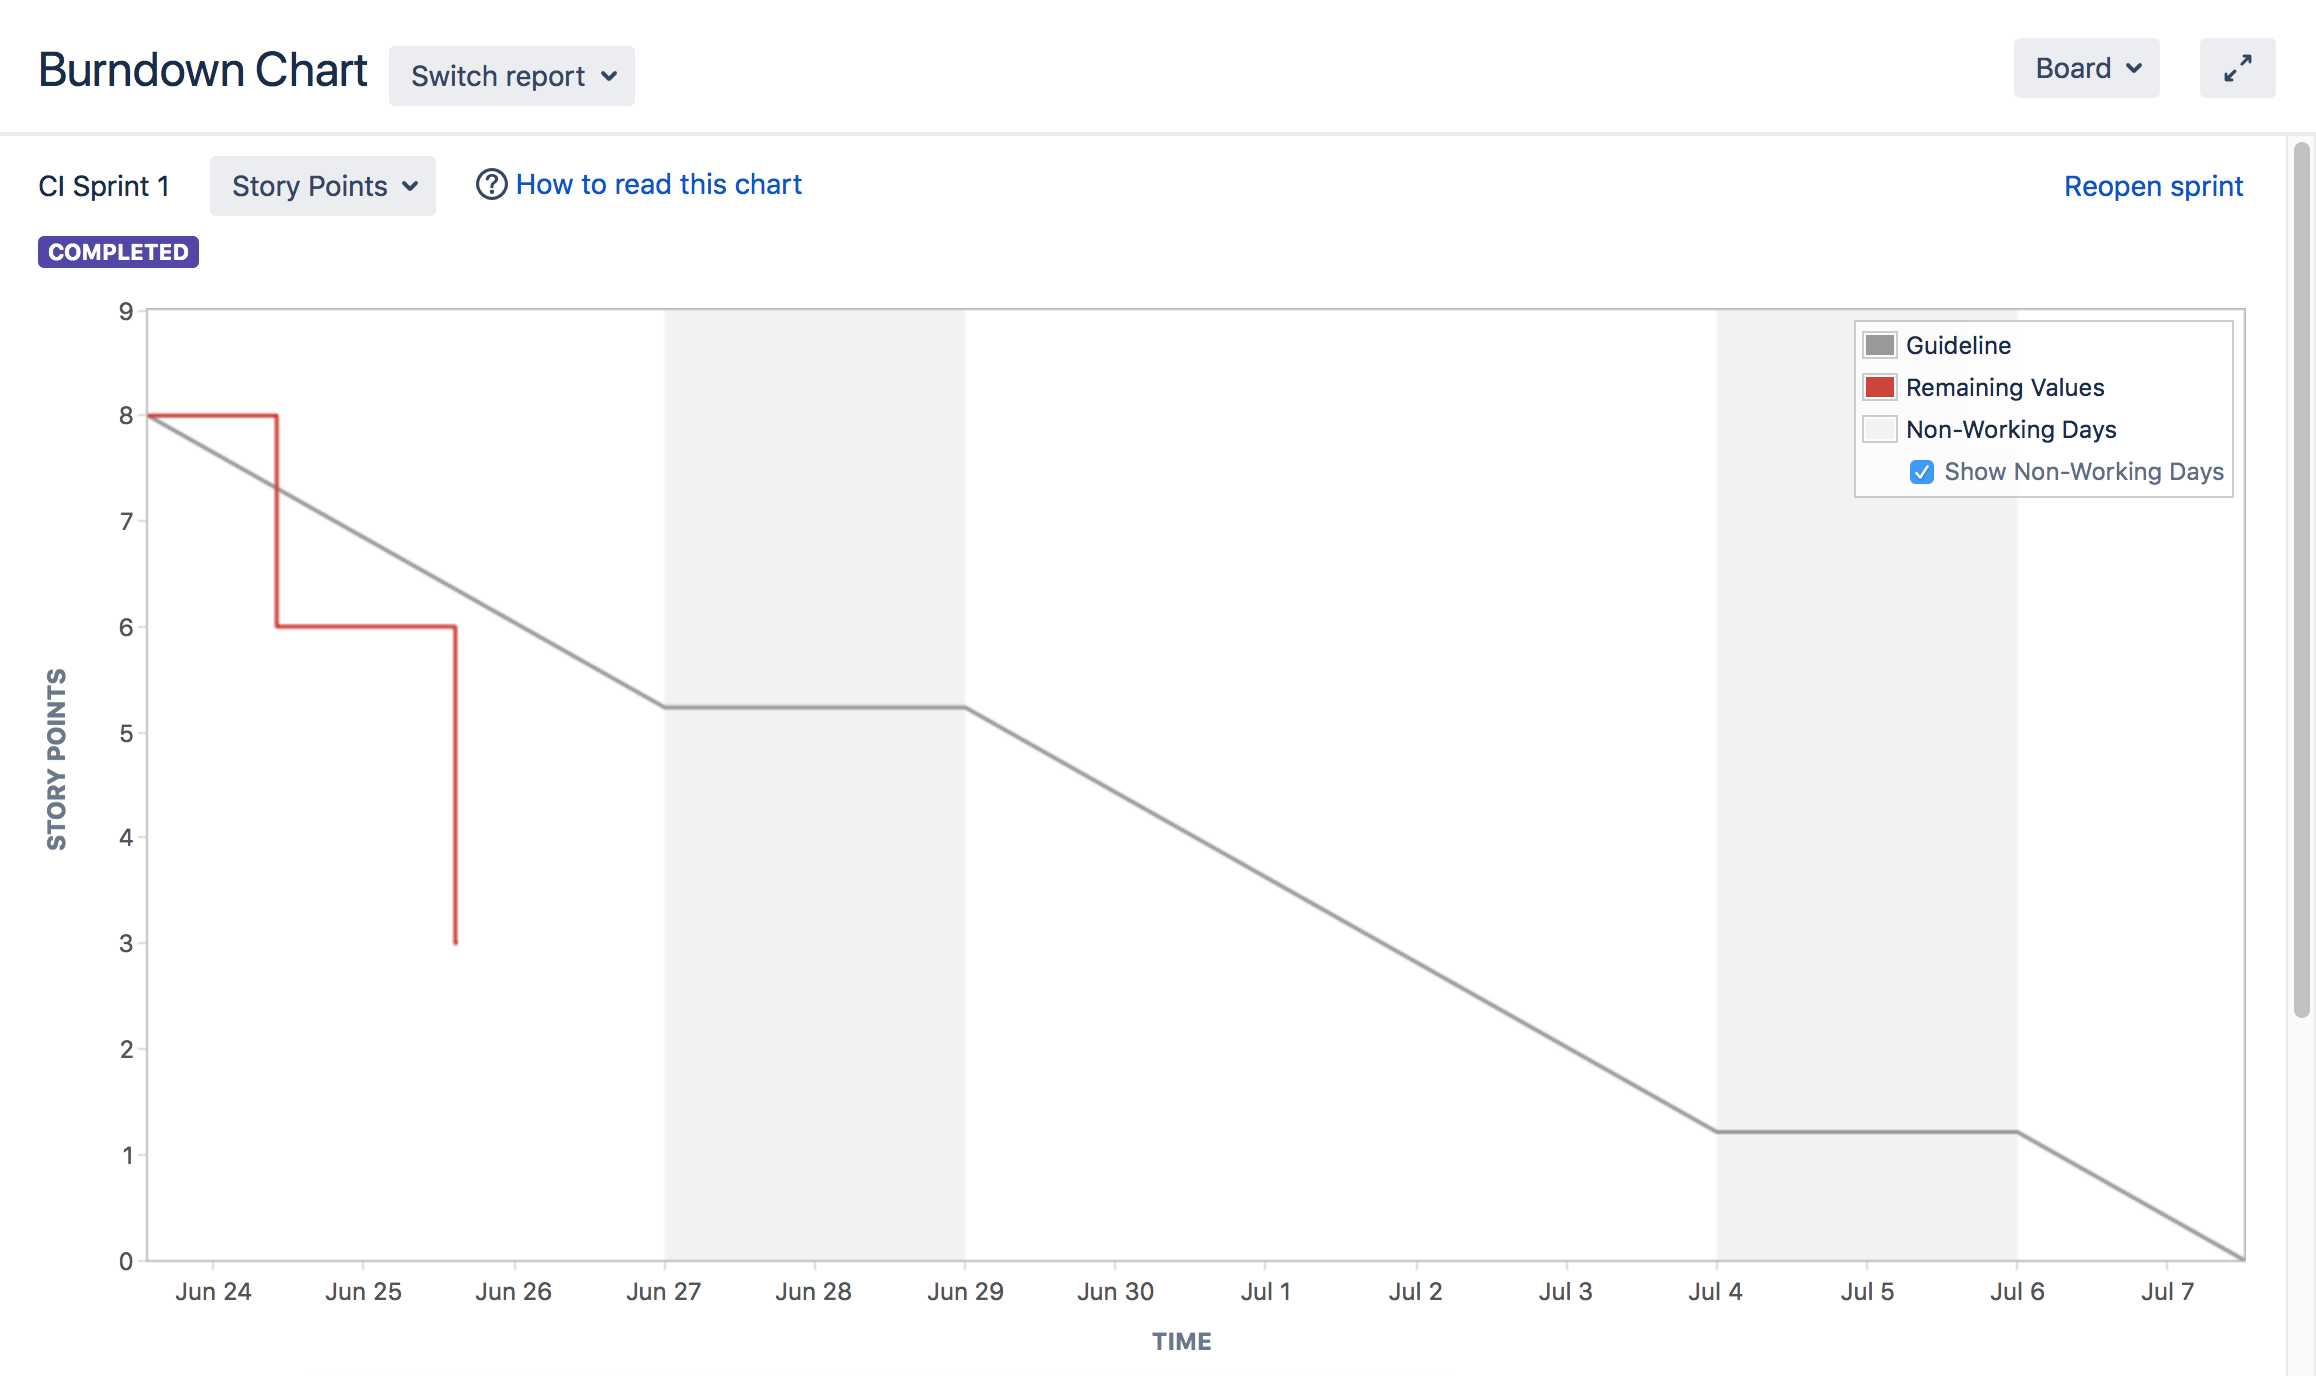 Burndown Chart Switch report Board
CI Sprint 1 Story Points ? How to read this chart Reopen sprint
COMPLETED
9
8
7
6
5
4
3
2
1
0
STORY POINTS
Guideline
Remaining Values
Non-Working Days
Show Non-Working Days
Jun 24 Jun 25 Jun 26 Jun 27 Jun 28 Jun 29 Jun 30 Jul 1 Jul 2 Jul 3 Jul 4 Jul 5 Jul 6 Jul 7
TIME